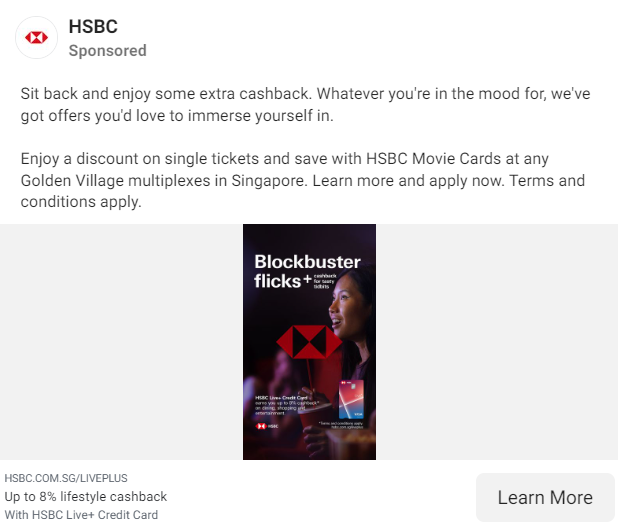 HSBC
Sponsored
Sit back and enjoy some extra cashback. Whatever you're in the mood for, we've
got offers you'd love to immerse yourself in.
Enjoy a discount on single tickets and save with HSBC Movie Cards at any
Golden Village multiplexes in Singapore. Learn more and apply now. Terms and
conditions apply.
Blockbuster
flicks+
cashback
for tasty
tidbits
HSBC Live+ Credit Card
earns you up to 8% cashback*
on dining, shopping and
entertainment
HSBC
*Terms and conditions apply
HSBC.COM.SG/LIVEPLUS
Up to 8% lifestyle cashback
With HSBC Live+ Credit Card
Learn More